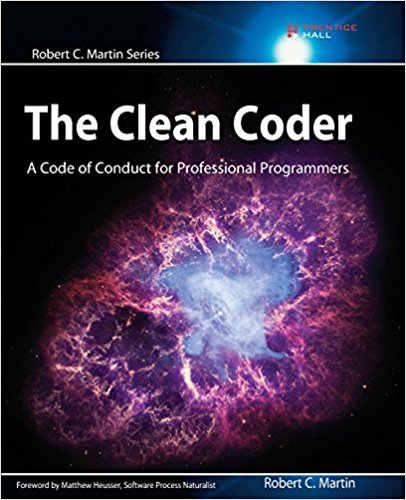 PRENTICE
HALL
Robert C. Martin Series
The Clean Coder
A Code of Conduct for Professional Programmers
Foreword by Matthew Heusser, Software Process Naturalist
Robert C. Martin